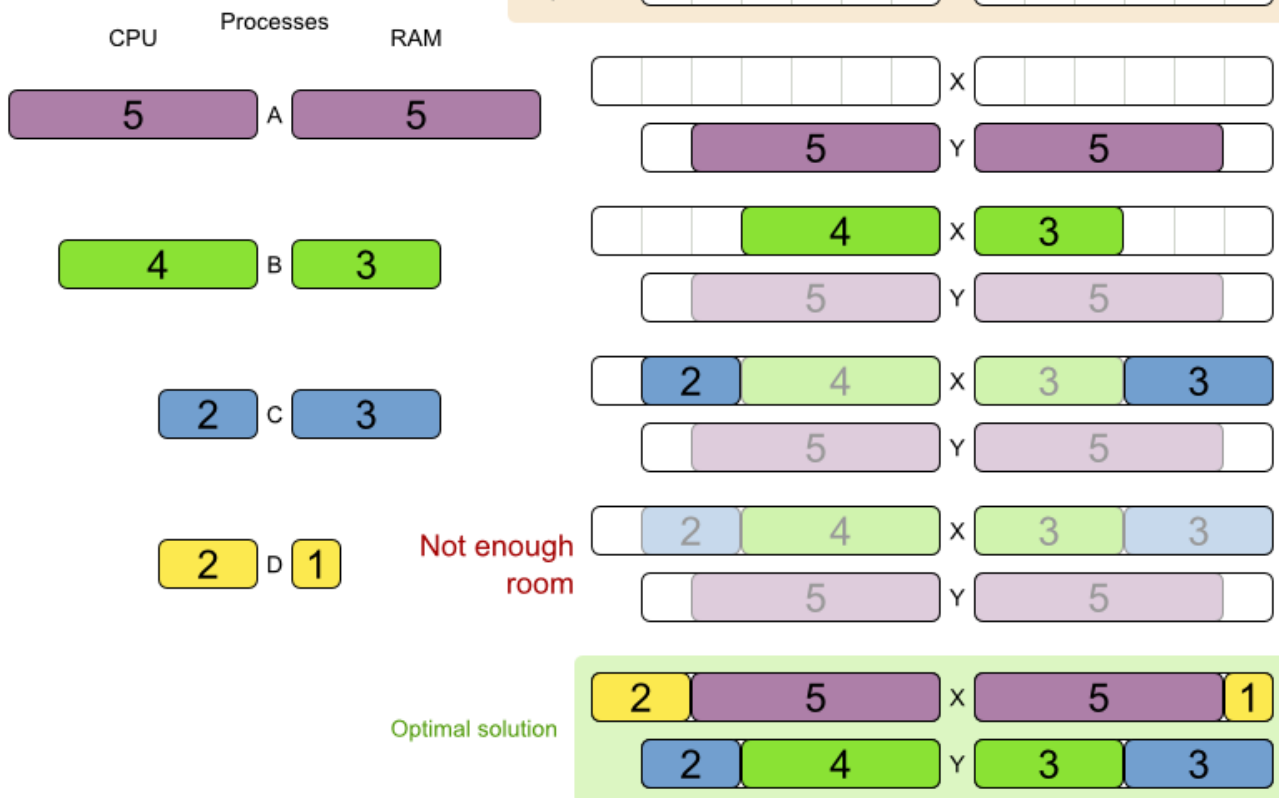 Processes
CPU RAM
X
5 A 5
5 Y 5
4 X 3
4 B 3
5 Y 5
2 4 X 3 3
2 C 3
5 Y 5
2 4 X 3 3
Not enough
room
2 D 1
5 Y 5
2 5 X 5 1
Optimal solution
2 4 Y 3 3